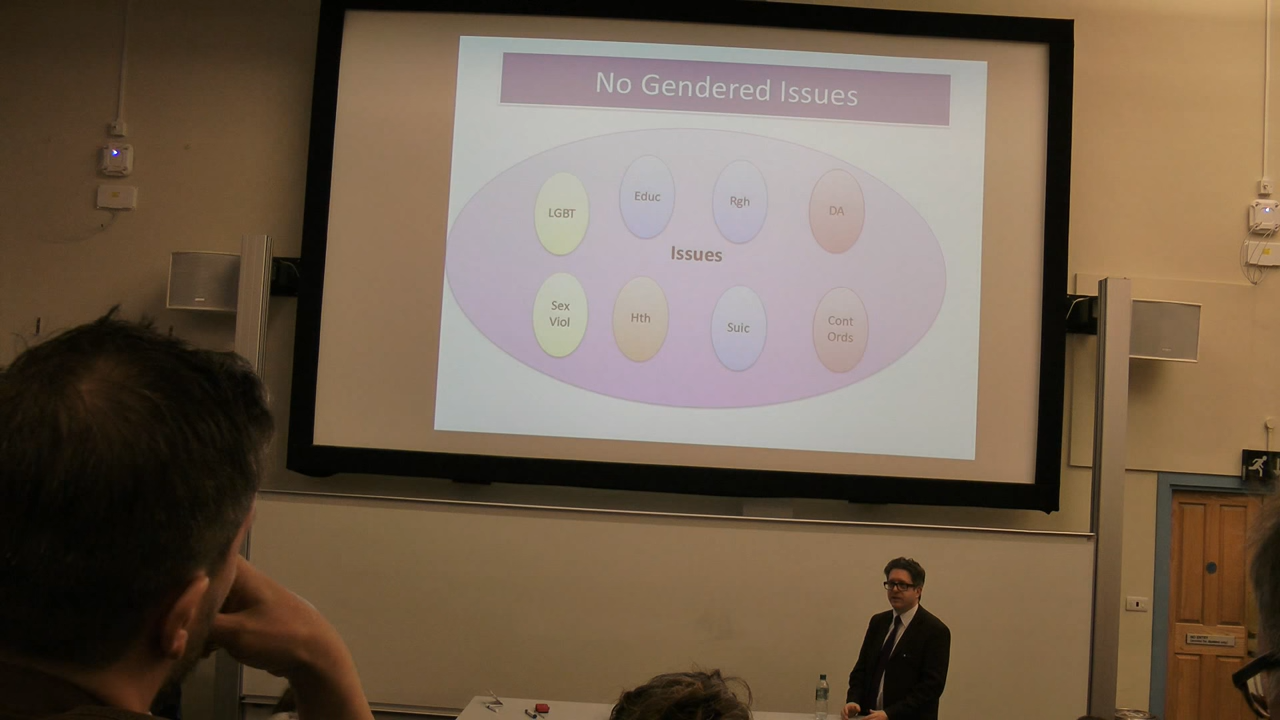 No Gendered Issues
LGBT
Educ
Rgh
DA
Issues
Sex
Viol
Hth
Suic
Cont
Ords